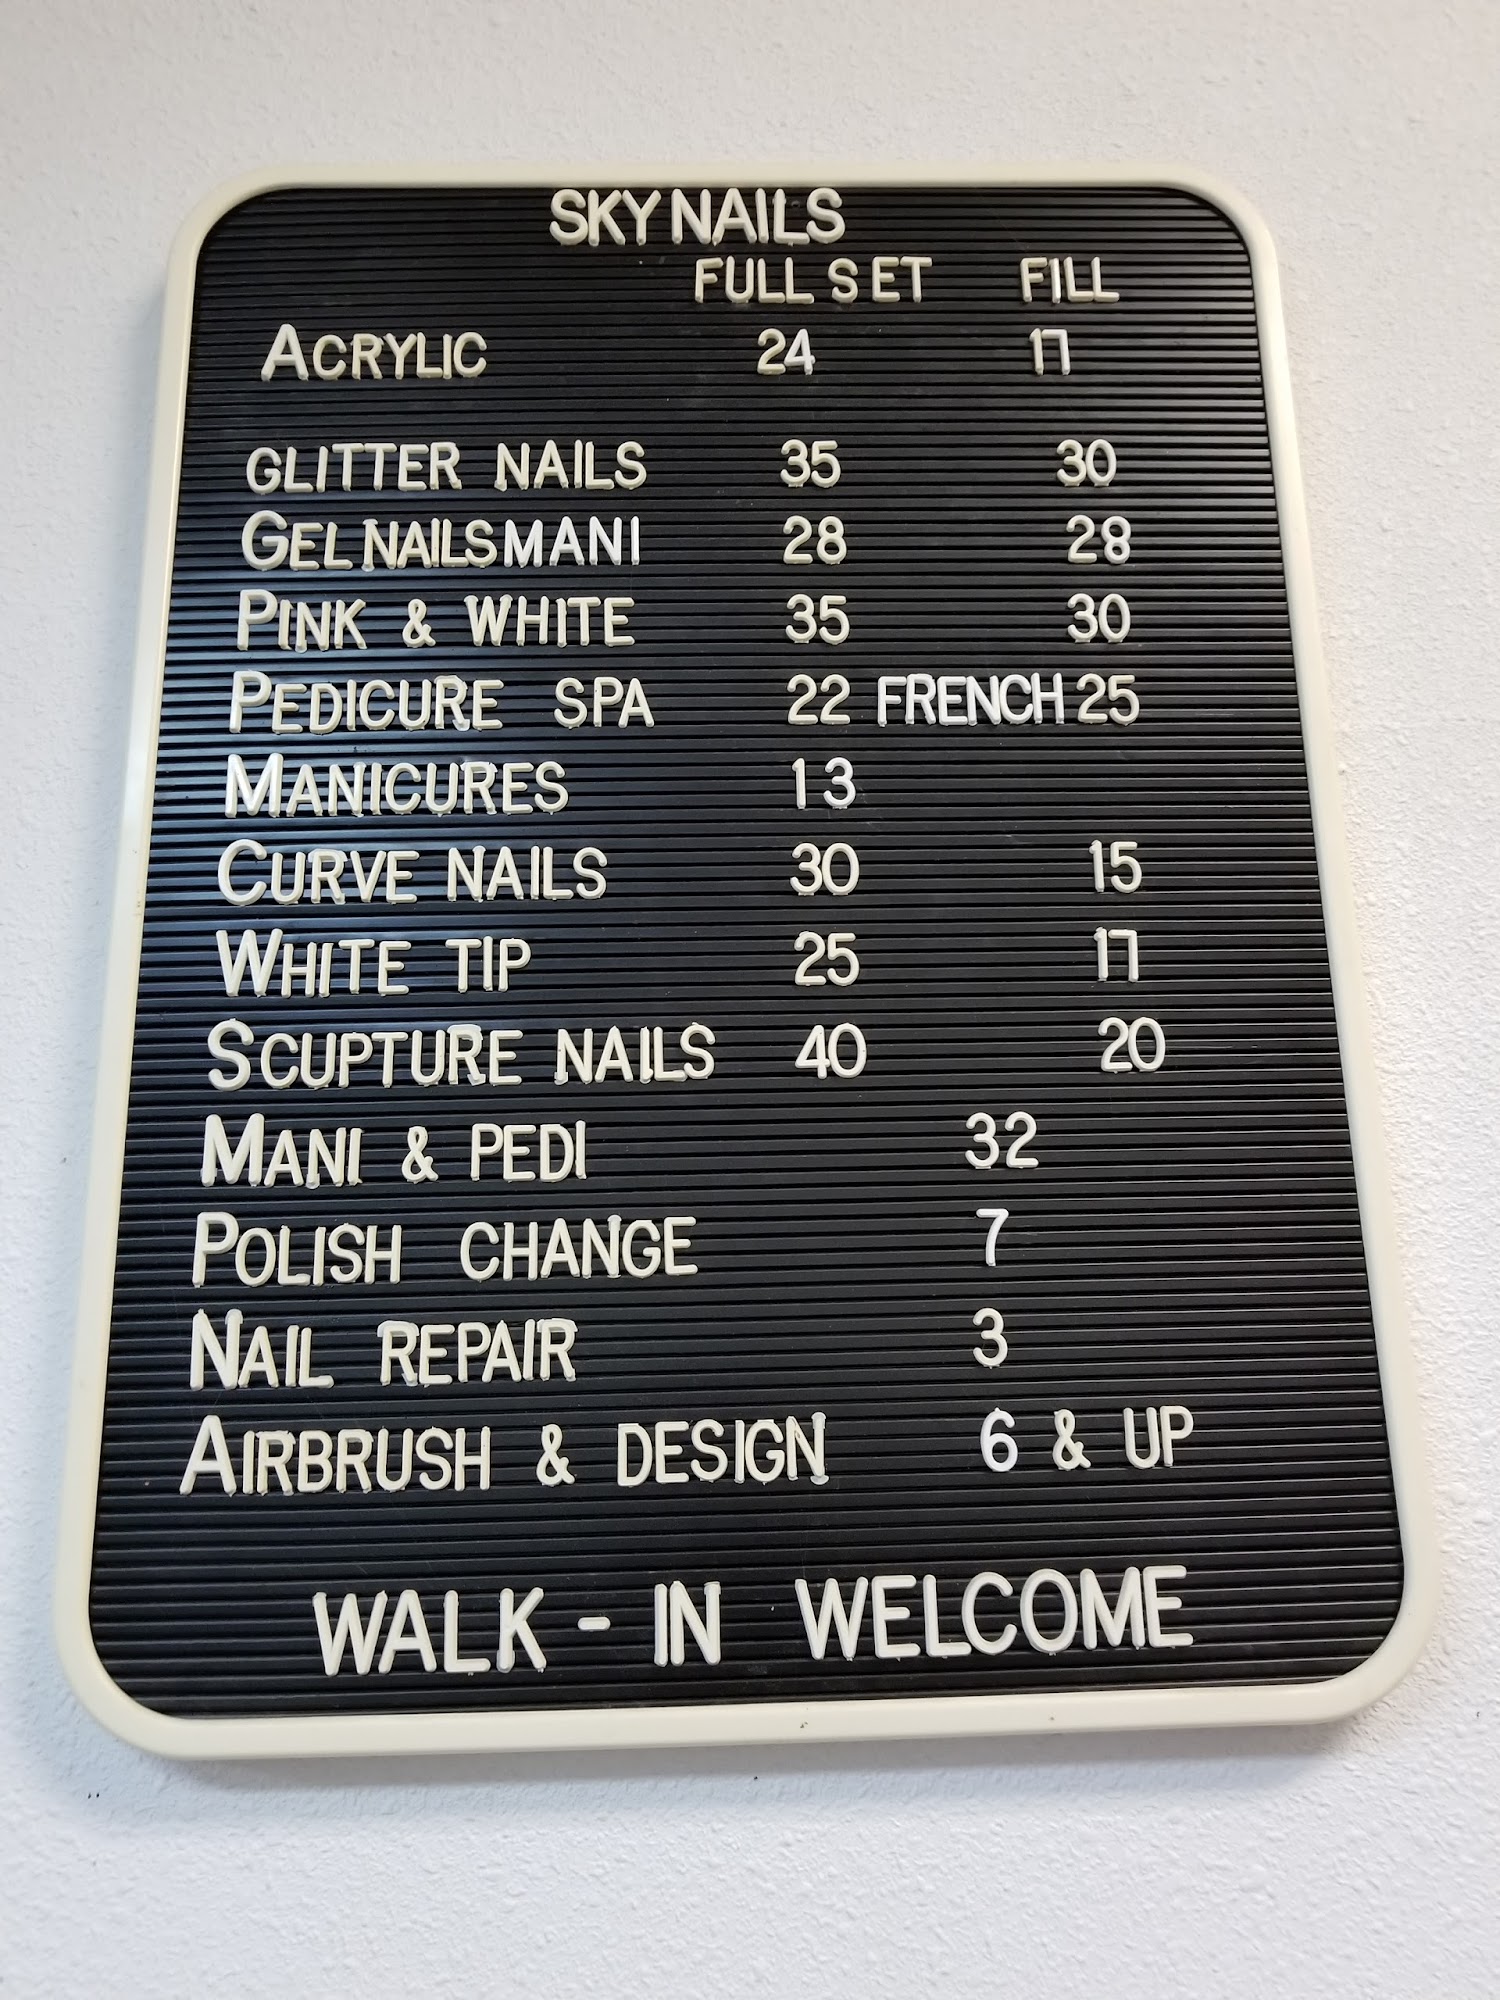 SKY NAILS
FULL SET FILL
ACRYLIC 24 17
GLITTER NAILS 35 30
GEL NAILS MANI 28 28
PINK & WHITE 35 30
PEDICURE SPA 22 FRENCH 25
MANICURES 13
CURVE NAILS 30 15
WHITE TIP 25 17
SCUPTURE NAILS 40 20
MANI & PEDI 32
POLISH CHANGE 7
NAIL REPAIR 3
AIRBRUSH & DESIGN 6 & UP
WALK - IN WELCOME